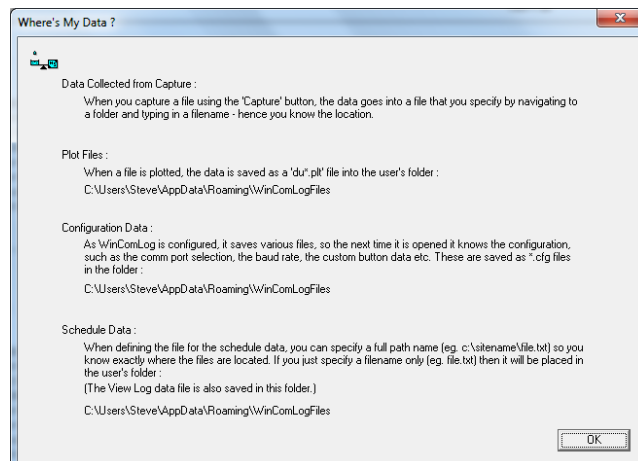 Where's My Data ?
Data Collected from Capture :
When you capture a file using the 'Capture' button, the data goes into a file that you specify by navigating to
a folder and typing in a filename - hence you know the location.
Plot Files :
When a file is plotted, the data is saved as a 'du*.plt' file into the user's folder :
C:\Users\Steve\AppData\Roaming\WinComLogFiles
Configuration Data :
As WinComLog is configured, it saves various files, so the next time it is opened it knows the configuration,
such as the comm port selection, the baud rate, the custom button data etc. These are saved as *.cfg files
in the folder :
C:\Users\Steve\AppData\Roaming\WinComLogFiles
Schedule Data :
When defining the file for the schedule data, you can specify a full path name (eg. c:\sitename\file.txt) so you
know exactly where the files are located. If you just specify a filename only (eg. file.txt) then it will be placed in
the user's folder :
(The View Log data file is also saved in this folder.)
C:\Users\Steve\AppData\Roaming\WinComLogFiles
OK